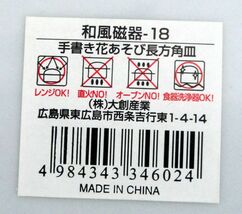 和風磁器-18
手書き花あそび長方角皿
レンジOK! 直火NO! オーブンNO! 食器洗浄器OK!
(株)大創産業
広島県東広島市西条吉行東1-4-14
4 984343 346024
MADE IN CHINA